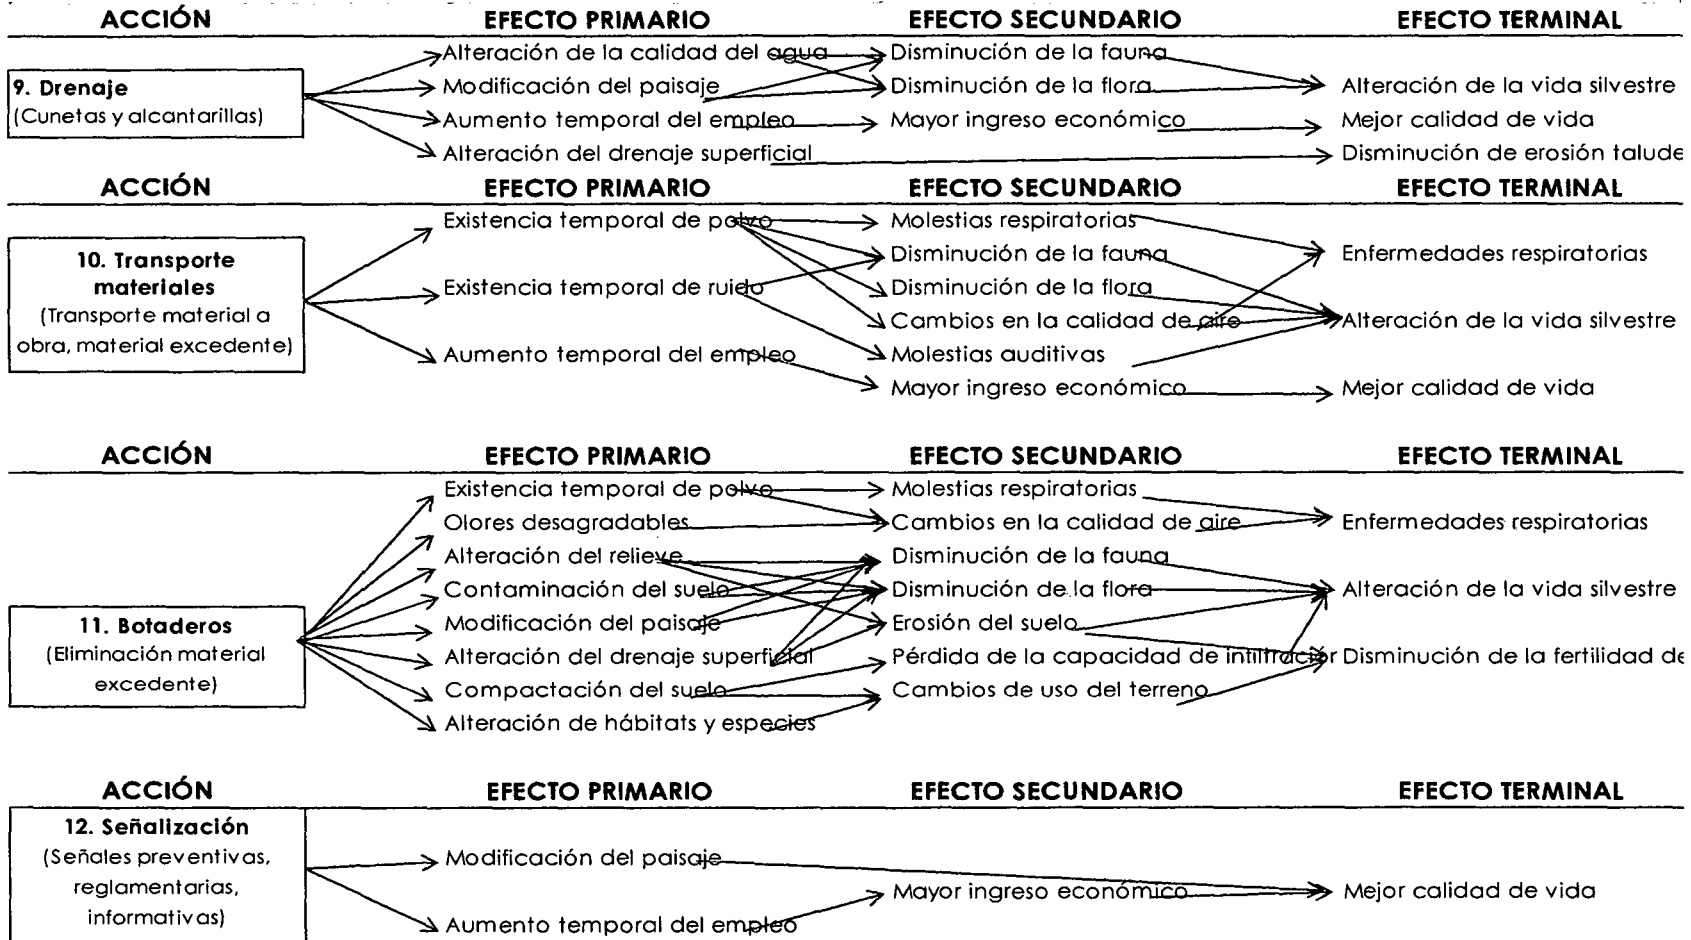 ACCIÓN EFECTO PRIMARIO EFECTO SECUNDARIO EFECTO TERMINAL
Alteración de la calidad del agua Disminución de la fauna
9. Drenaje Modificación del paisaje Disminución de la flora Alteración de la vida silvestre
(Cunetas y alcantarillas) Aumento temporal del empleo Mayor ingreso económico Mejor calidad de vida
Alteración del drenaje superficial Disminución de erosión talude
ACCIÓN EFECTO PRIMARIO EFECTO SECUNDARIO EFECTO TERMINAL
Existencia temporal de polvo Molestias respiratorias
10. Transporte Disminución de la fauna Enfermedades respiratorias
materiales Existencia temporal de ruido Disminución de la flora
(Transporte material a Cambios en la calidad de aire Alteración de la vida silvestre
obra, material excedente) Aumento temporal del empleo Molestias auditivas
Mayor ingreso económico Mejor calidad de vida
ACCIÓN EFECTO PRIMARIO EFECTO SECUNDARIO EFECTO TERMINAL
Existencia temporal de polvo Molestias respiratorias
Olores desagradables Cambios en la calidad de aire Enfermedades respiratorias
Alteración del relieve Disminución de la fauna
Contaminación del suelo Disminución de la flora Alteración de la vida silvestre
11. Botaderos Modificación del paisaje Erosión del suelo
(Eliminación material Alteración del drenaje superficial Pérdida de la capacidad de Disminución de la fertilidad de
excedente) Compactación del suelo Cambios de uso del terreno
Alteración de hábitats y especies
ACCIÓN EFECTO PRIMARIO EFECTO SECUNDARIO EFECTO TERMINAL
12. Señalización
(Señales preventivas, Modificación del paisaje
reglamentarias, Mayor ingreso económico Mejor calidad de vida
informativas) Aumento temporal del empleo